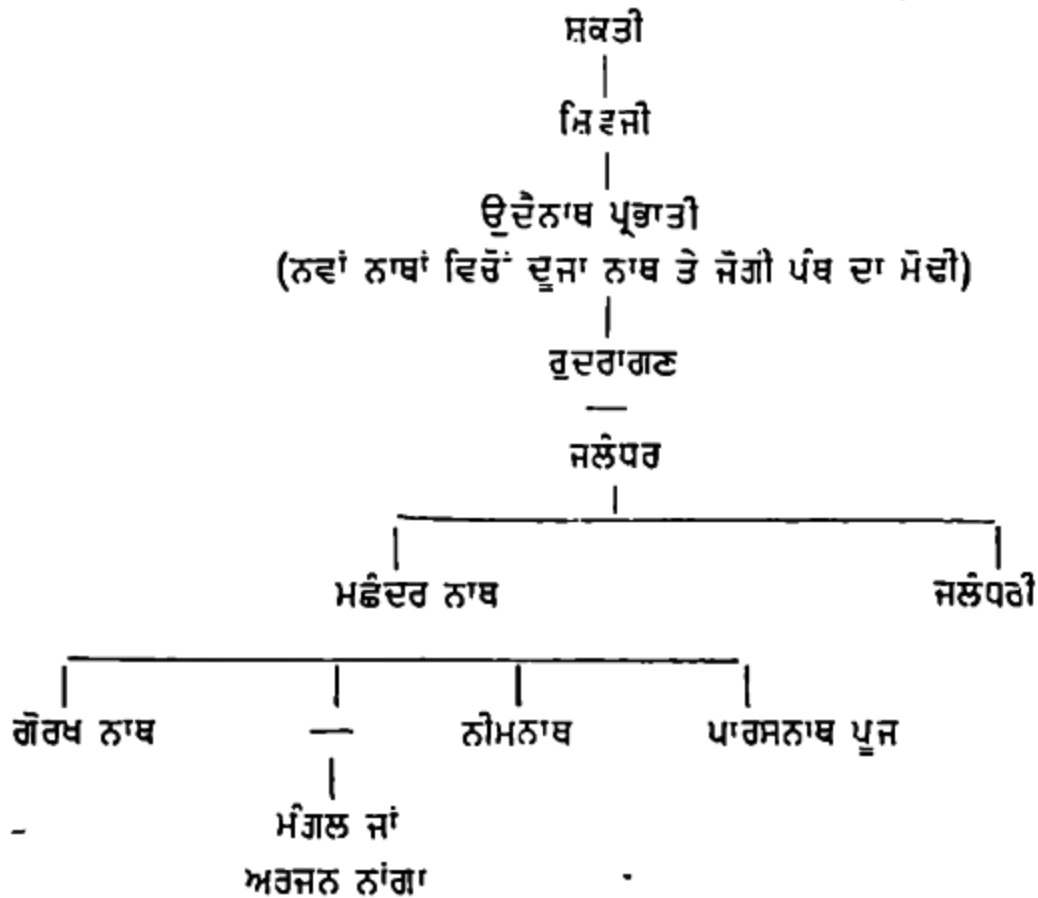 ਸ਼ਕਤੀ
ਸ਼ਿਵਜੀ
ਉਦੈਨਾਥ ਪ੍ਰਭਾਤੀ
(ਨਵਾਂ ਨਾਥਾਂ ਵਿਚੋਂ ਦੂਜਾ ਨਾਥ ਤੇ ਜੋਗੀ ਪੰਥ ਦਾ ਮੋਢੀ)
ਰੁਦਰਾਗਣ
—
ਜਲੰਧਰ
ਮਛੰਦਰ ਨਾਥ ਜਲੰਧਰੀ
ਗੋਰਖ ਨਾਥ — ਨੀਮਨਾਥ ਪਾਰਸਨਾਥ ਪੂਜ
ਮੰਗਲ ਜਾਂ
ਅਰਜਨ ਨਾਂਗਾ